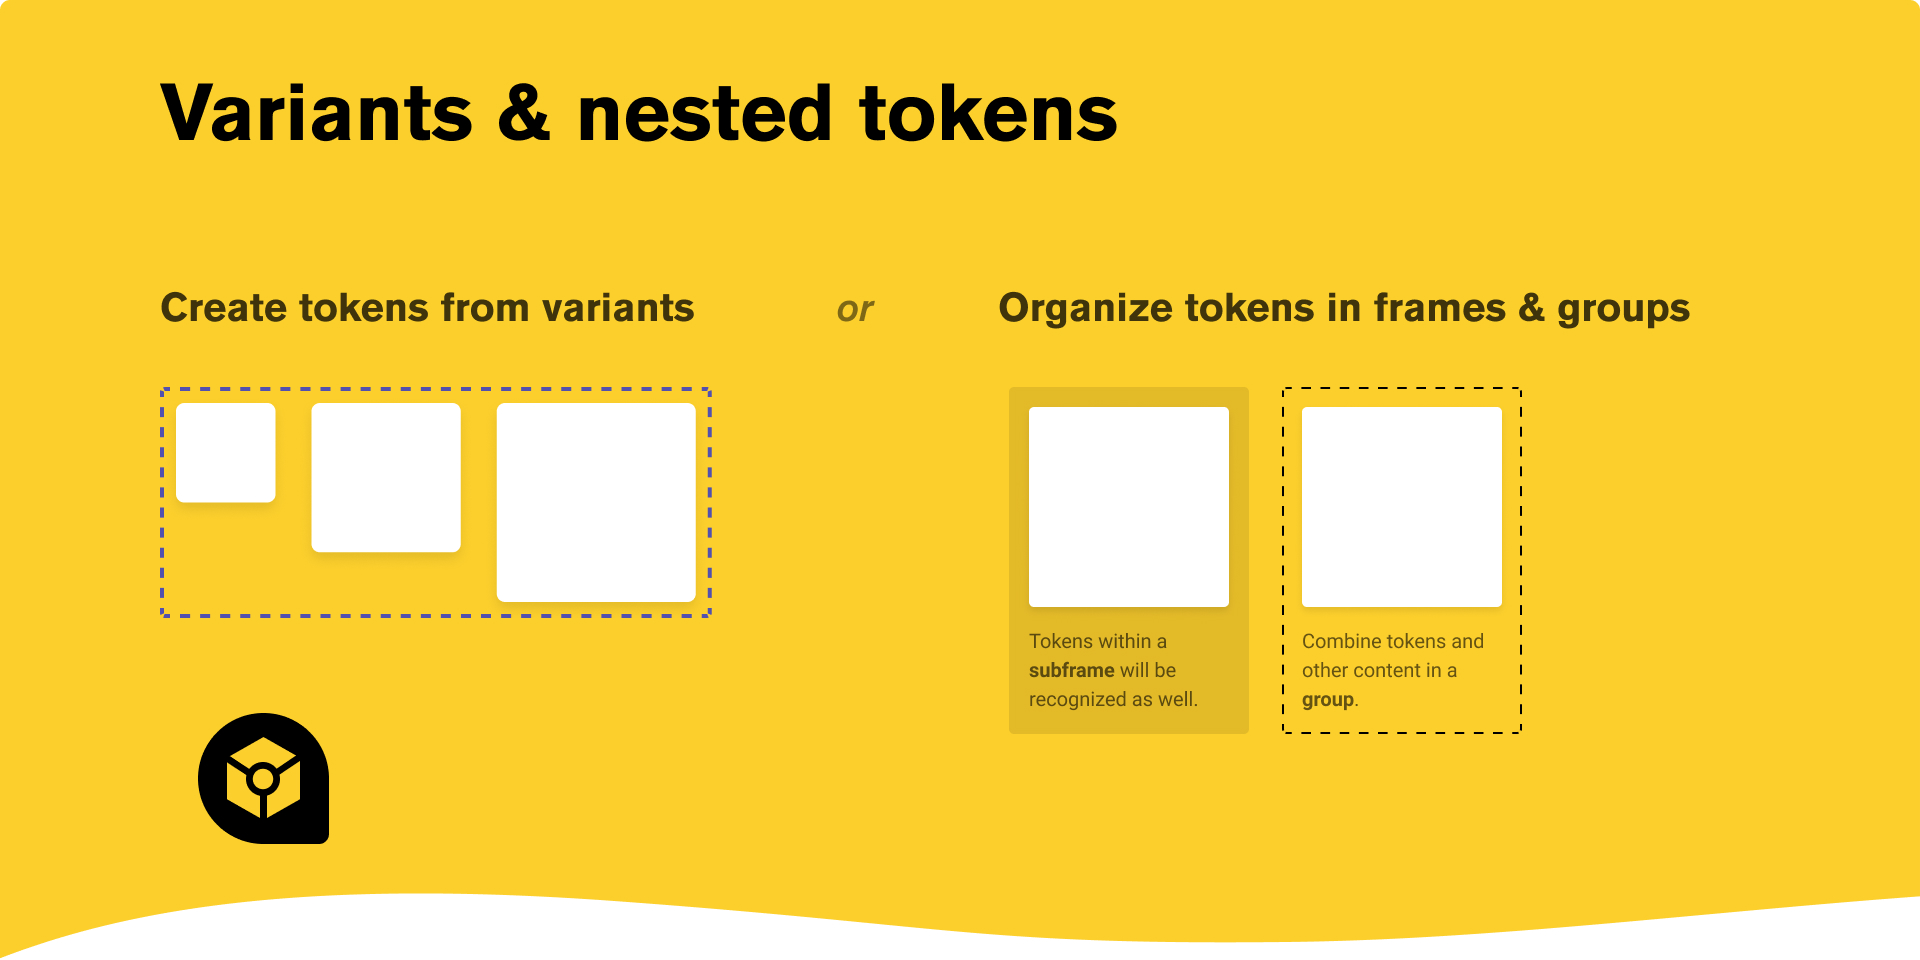 Variants & nested tokens
Create tokens from variants
or
Organize tokens in frames & groups
Tokens within a
subframe will be
recognized as well.
Combine tokens and
other content in a
group.